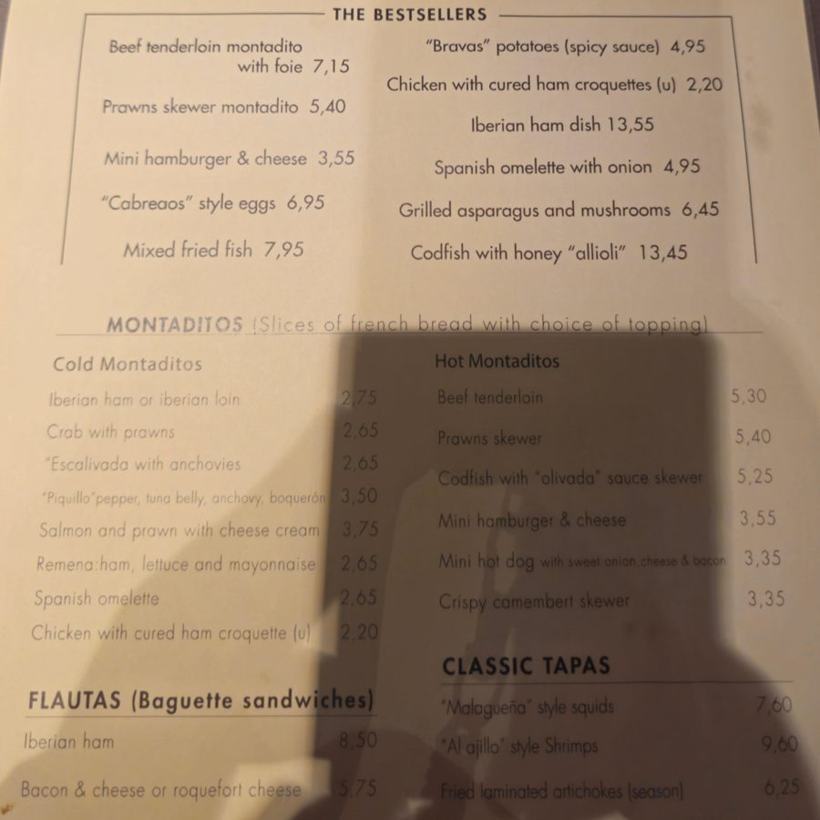 THE BESTSELLERS
Beef tenderloin montadito
with foie 7,15
Prawns skewer montadito 5,40
Mini hamburger & cheese 3,55
"Cabreaos" style eggs 6,95
Mixed fried fish 7,95
"Bravas" potatoes (spicy sauce) 4,95
Chicken with cured ham croquettes (u) 2,20
Iberian ham dish 13,55
Spanish omelette with onion 4,95
Grilled asparagus and mushrooms 6,45
Codfish with honey "allioli" 13,45
MONTADITOS (Slices of french bread with choice of topping)
Cold Montaditos
Iberian ham or iberian loin 2,75
Crab with prawns 2,65
"Escalivada with anchovies 2,65
"Piquillo"pepper, tuna belly, anchovy, boquerón 3,50
Salmon and prawn with cheese cream 3,75
Remena:ham, lettuce and mayonnaise 2,65
Spanish omelette 2,65
Chicken with cured ham croquette (u) 2,20
FLAUTAS (Baguette sandwiches)
Iberian ham 8,50
Bacon & cheese or roquefort cheese 5,75
Hot Montaditos
Beef tenderloin 5,30
Prawns skewer 5,40
Codfish with "olivada" sauce skewer 5,25
Mini hamburger & cheese 3,55
Mini hot dog with sweet onion,cheese & bacon 3,35
Crispy camembert skewer 3,35
CLASSIC TAPAS
"Malagueña" style squids 7,60
"Al ajillo" style Shrimps 9,60
Fried laminated artichokes (season) 6,25